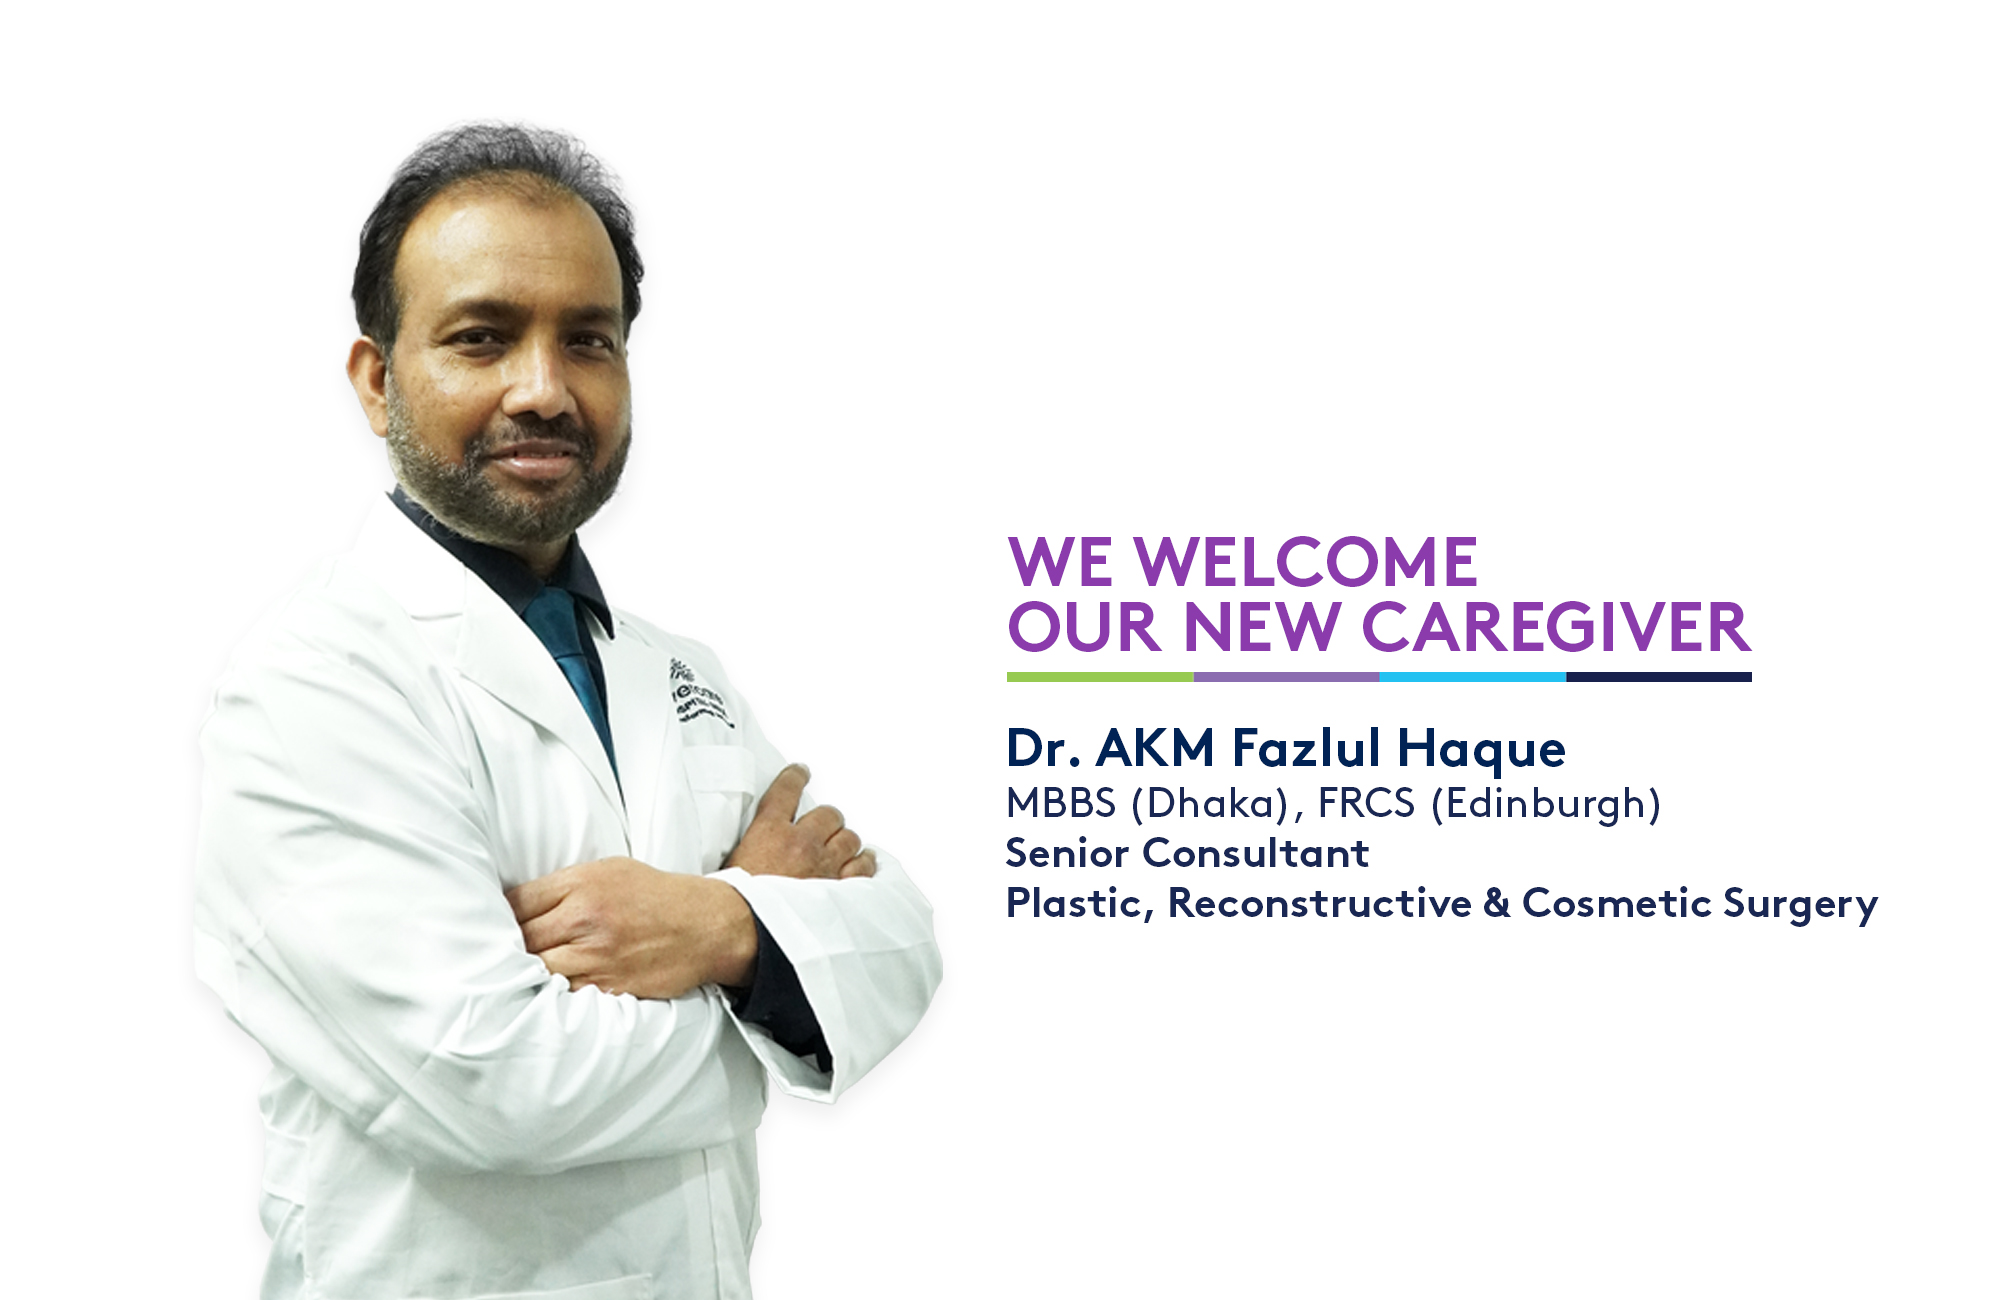 WE WELCOME
OUR NEW CAREGIVER
Dr. AKM Fazlul Haque
MBBS (Dhaka), FRCS (Edinburgh)
Senior Consultant
Plastic, Reconstructive & Cosmetic Surgery